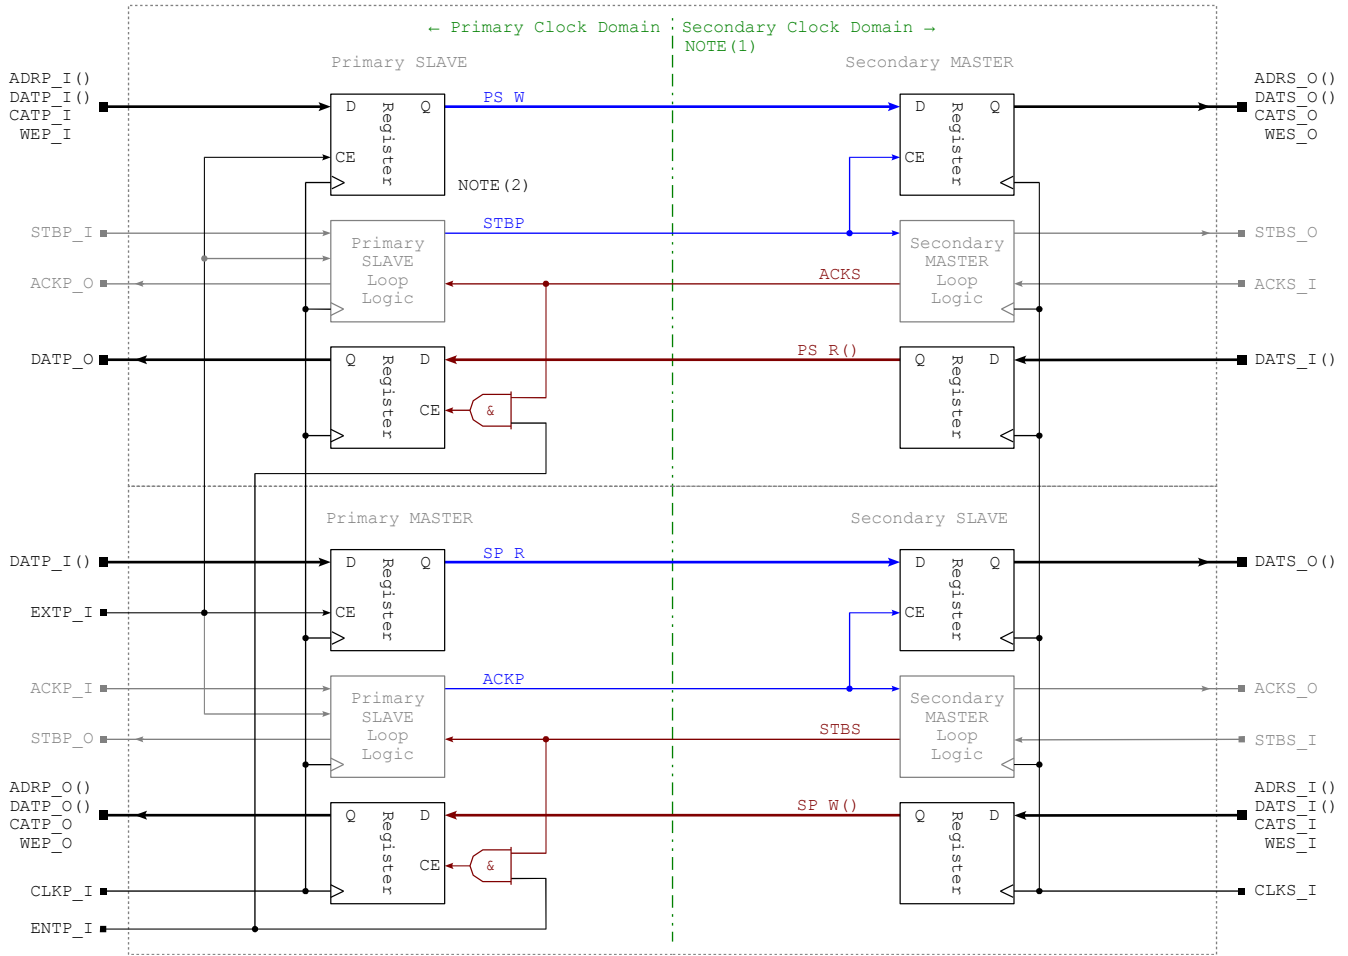 ← Primary Clock Domain
Secondary Clock Domain →
NOTE(1)
Primary SLAVE
Secondary MASTER
ADRP_I()
DATP_I()
CATP_I
WEP_I
D
Q
Register
CE
PS W
D
Q
Register
CE
ADRS_O()
DATS_O()
CATS_O
WES_O
NOTE(2)
STBP_I
ACKP_O
Primary
SLAVE
Loop
Logic
STBP
ACKS
Secondary
MASTER
Loop
Logic
STBS_O
ACKS_I
DATP_O
Q
D
Register
CE
&
PS R()
Q
D
Register
DATS_I()
Primary MASTER
Secondary SLAVE
DATP_I()
EXTP_I
D
Q
Register
CE
SP R
D
Q
Register
CE
DATS_O()
ACKP_I
STBP_O
Primary
SLAVE
Loop
Logic
ACKP
STBS
Secondary
MASTER
Loop
Logic
ACKS_O
STBS_I
ADRP_O()
DATP_O()
CATP_O
WEP_O
Q
D
Register
CE
&
SP W()
Q
D
Register
ADRS_I()
DATS_I()
CATS_I
WES_I
CLKP_I
CLKS_I
ENTP_I